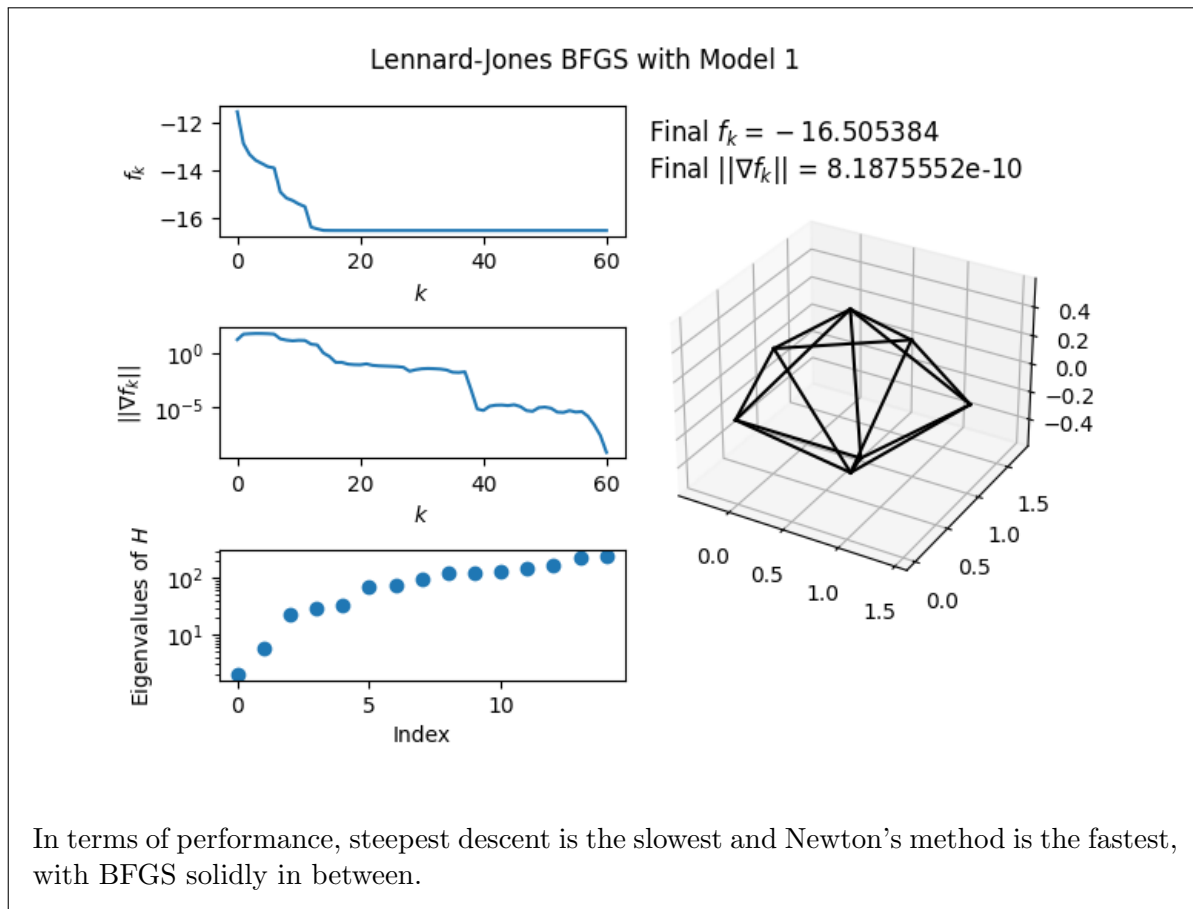 Lennard-Jones BFGS with Model 1
−12
−14
−16
f_k
0 20 40 60
k
10^0
10^−5
||∇f_k||
0 20 40 60
k
10^2
10^1
Eigenvalues of H
0 5 10
Index
Final f_k = − 16.505384
Final ||∇f_k|| = 8.1875552e-10
0.4
0.2
0.0
−0.2
−0.4
0.0 0.5 1.0 1.5
0.0 0.5 1.0 1.5
In terms of performance, steepest descent is the slowest and Newton's method is the fastest,
with BFGS solidly in between.